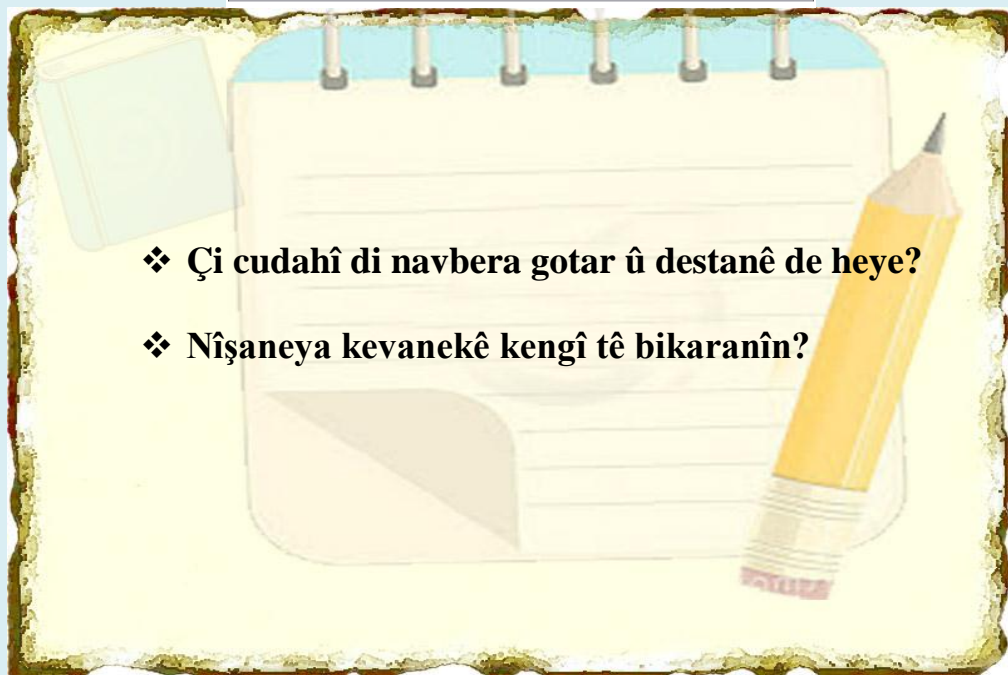 ❖ Çi cudahî di navbera gotar û destanê de heye?
❖ Nîşaneya kevanekê kengî tê bikaranîn?